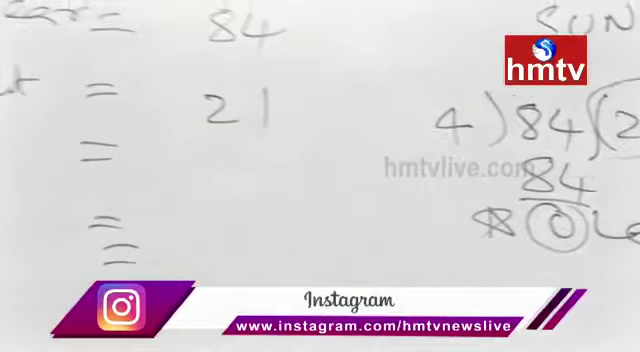 = 84
SUN
hmtv
= 21
4) 84 (2
hmtvlive.com
=
84
0
=
=
Instagram
www.instagram.com/hmtvnewslive